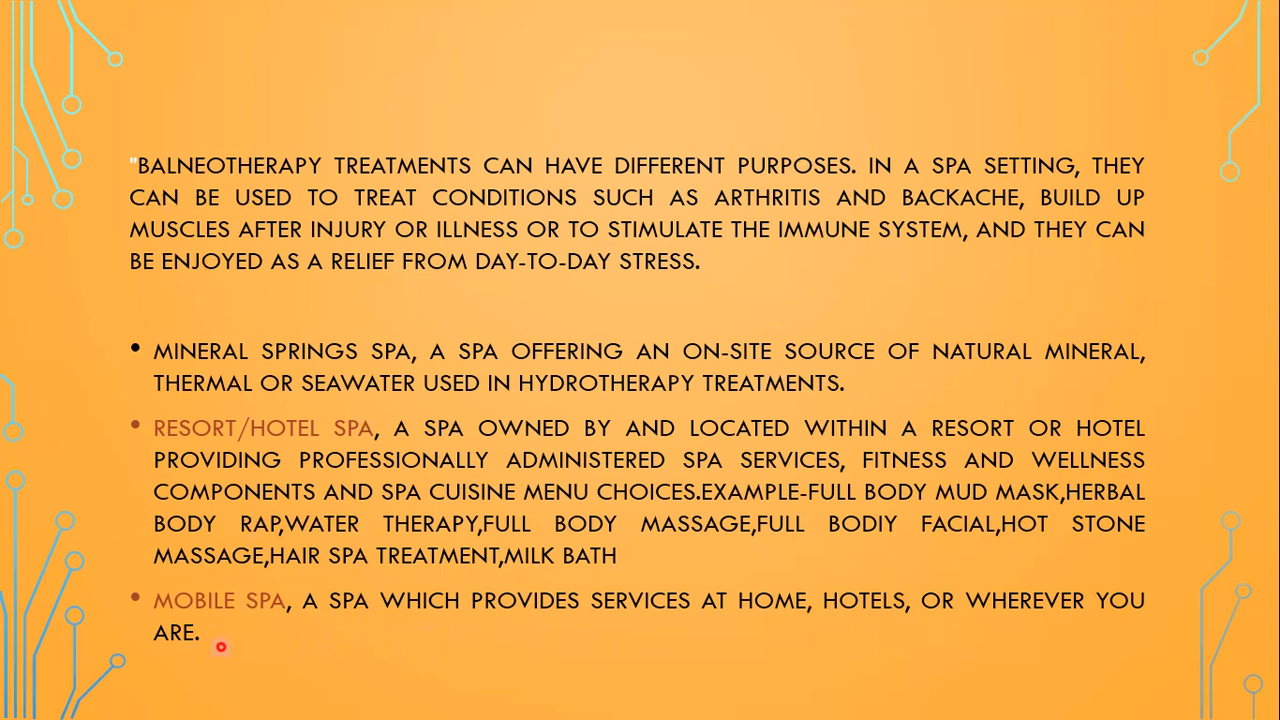 "BALNEOTHERAPY TREATMENTS CAN HAVE DIFFERENT PURPOSES. IN A SPA SETTING, THEY
CAN BE USED TO TREAT CONDITIONS SUCH AS ARTHRITIS AND BACKACHE, BUILD UP
MUSCLES AFTER INJURY OR ILLNESS OR TO STIMULATE THE IMMUNE SYSTEM, AND THEY CAN
BE ENJOYED AS A RELIEF FROM DAY-TO-DAY STRESS.
• MINERAL SPRINGS SPA, A SPA OFFERING AN ON-SITE SOURCE OF NATURAL MINERAL,
THERMAL OR SEAWATER USED IN HYDROTHERAPY TREATMENTS.
• RESORT/HOTEL SPA, A SPA OWNED BY AND LOCATED WITHIN A RESORT OR HOTEL
PROVIDING PROFESSIONALLY ADMINISTERED SPA SERVICES, FITNESS AND WELLNESS
COMPONENTS AND SPA CUISINE MENU CHOICES.EXAMPLE-FULL BODY MUD MASK,HERBAL
BODY RAP,WATER THERAPY,FULL BODY MASSAGE,FULL BODIY FACIAL,HOT STONE
MASSAGE,HAIR SPA TREATMENT,MILK BATH
• MOBILE SPA, A SPA WHICH PROVIDES SERVICES AT HOME, HOTELS, OR WHEREVER YOU
ARE.